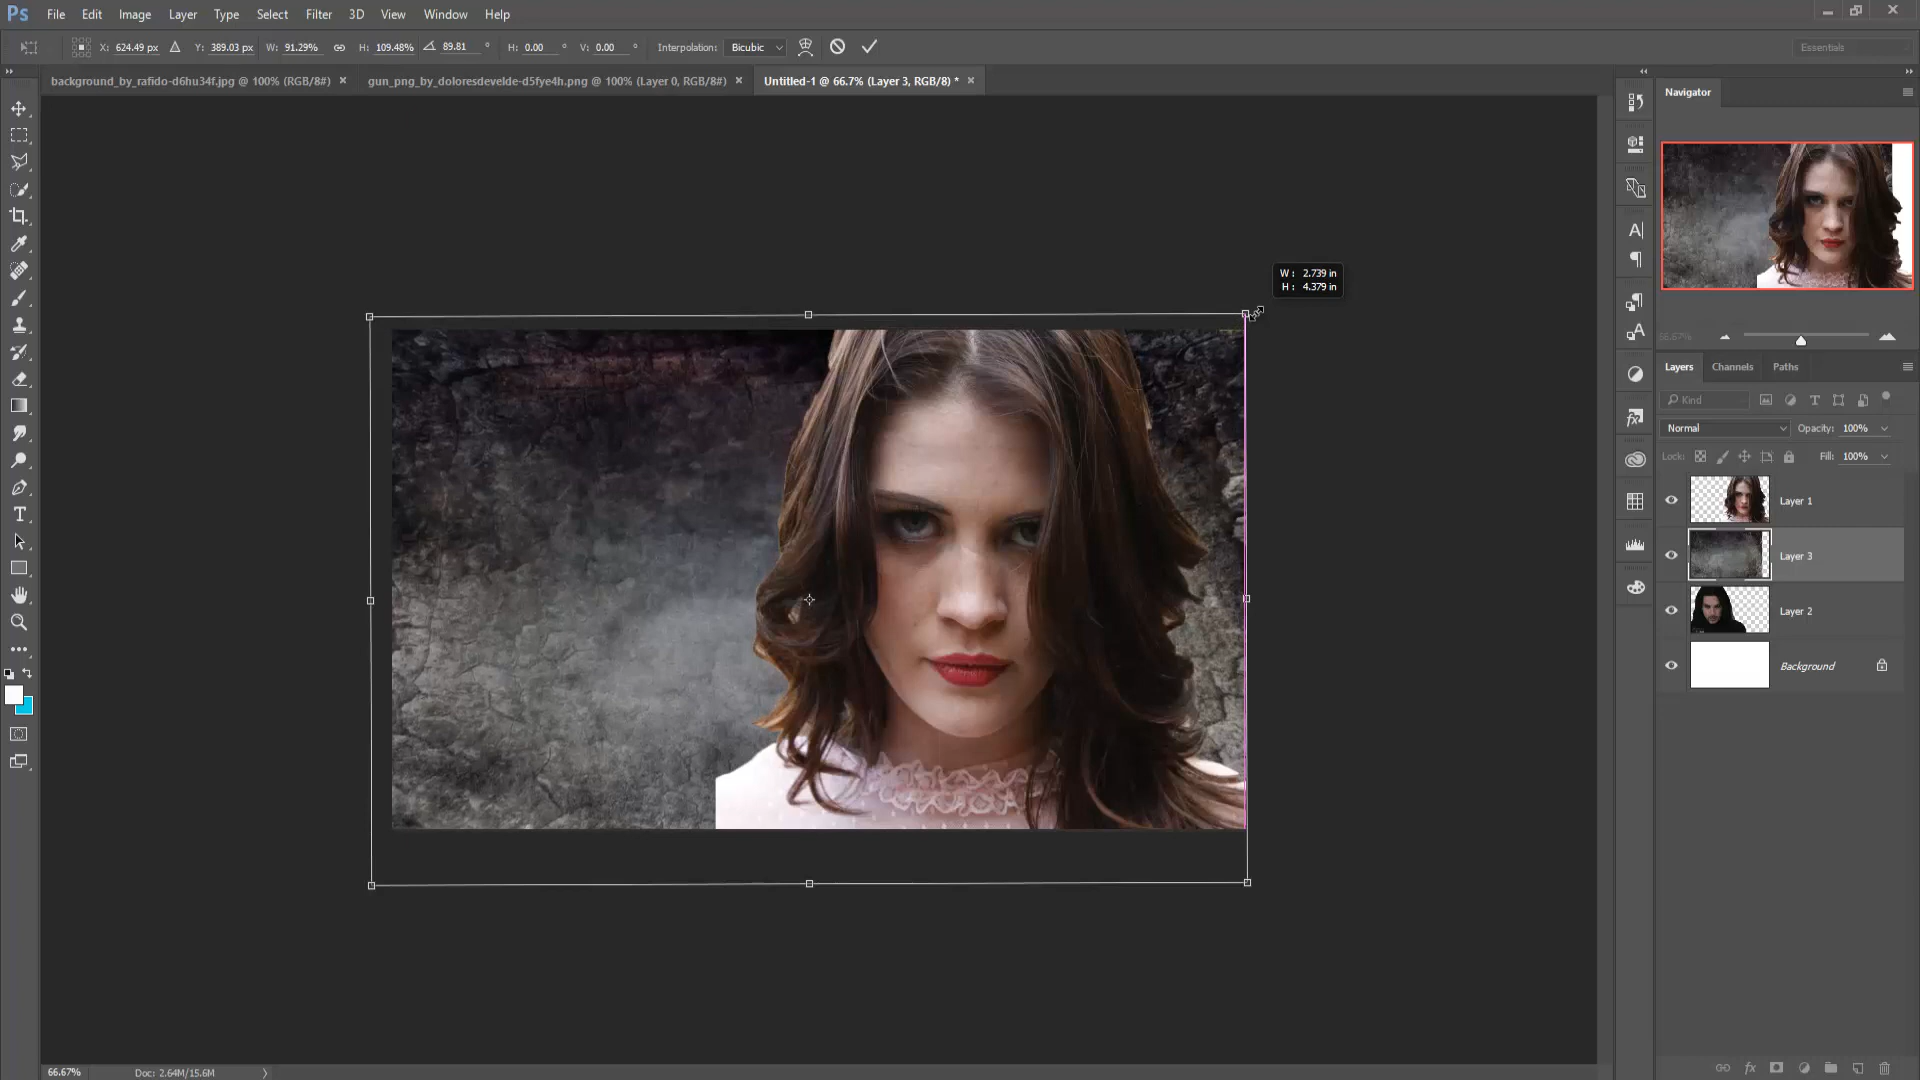 Ps File Edit Image Layer Type Select Filter 3D View Window Help
X: 624.49 px Y: 389.03 px W: 91.29% H: 109.48% 89.81 ° H: 0.00 ° V: 0.00 ° Interpolation: Bicubic Essentials
background_by_rafido-d6hu34f.jpg @ 100% (RGB/8#) × gun_png_by_doloresdevelde-d5fye4h.png @ 100% (Layer 0, RGB/8#) × Untitled-1 @ 66.7% (Layer 3, RGB/8) * ×
Navigator
W : 2.739 in
H : 4.379 in
66.67%
Layers Channels Paths
Kind
Normal Opacity: 100%
Lock: Fill: 100%
Layer 1
Layer 3
Layer 2
Background
66.67% Doc: 2.64M/15.6M